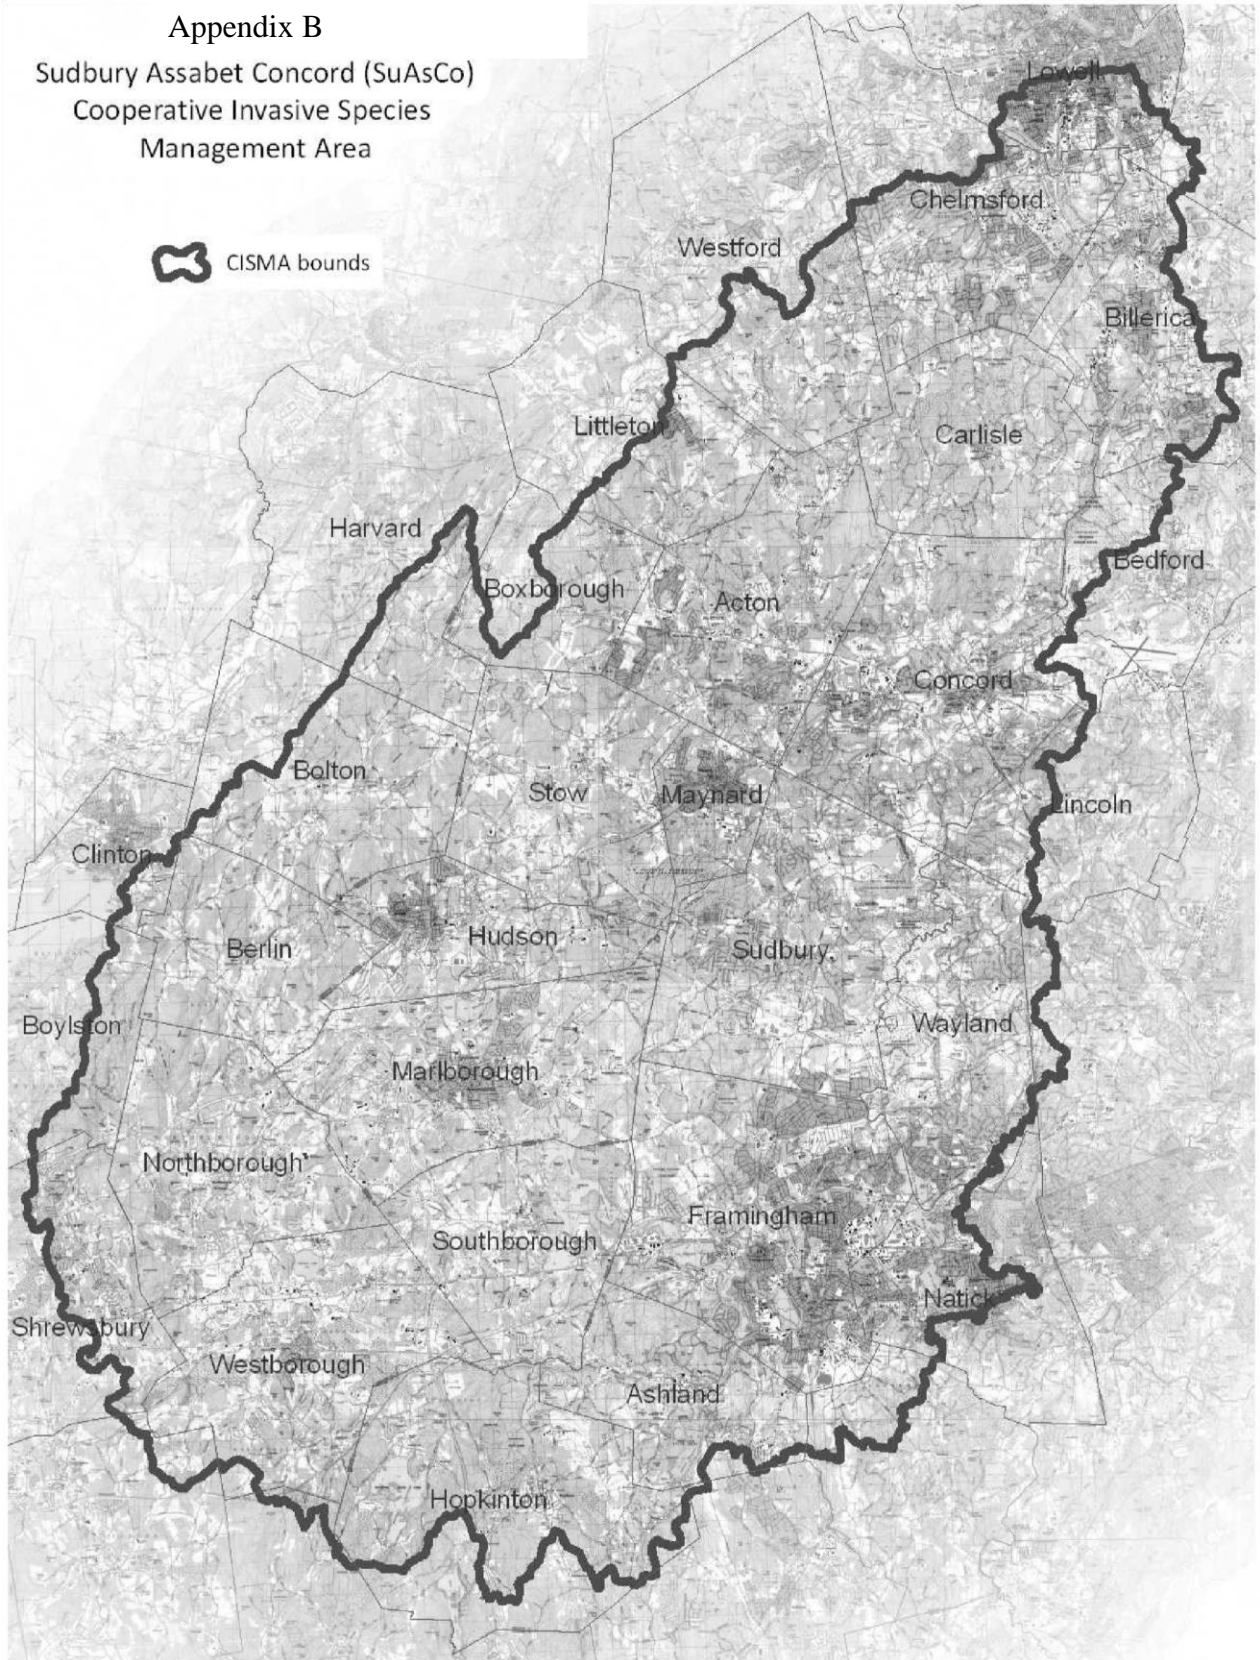 Appendix B
Sudbury Assabet Concord (SuAsCo)
Cooperative Invasive Species
Management Area
CISMA bounds
Lowell
Chelmsford
Westford
Billerica
Littleton
Carlisle
Harvard
Bedford
Boxborough
Acton
Concord
Bolton
Stow
Maynard
Lincoln
Clinton
Hudson
Berlin
Sudbury
Boylston
Wayland
Marlborough
Northborough
Framingham
Southborough
Natick
Shrewsbury
Westborough
Ashland
Hopkinton